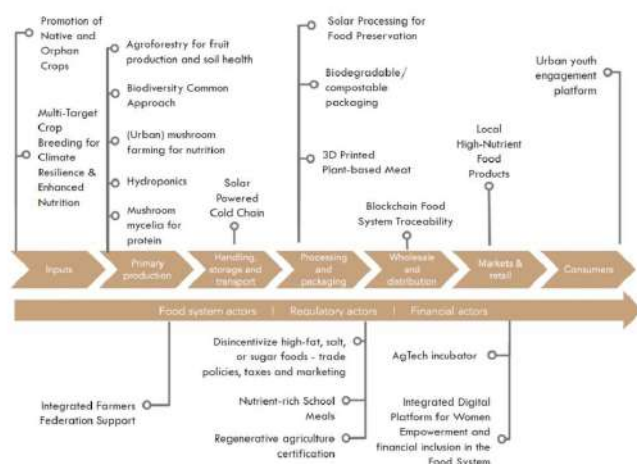 Promotion of
Native and
Orphan
Crops
Multi-Target
Crop
Breeding for
Climate
Resilience &
Enhanced
Nutrition
Agroforestry for fruit
production and soil health
Biodiversity Common
Approach
(Urban) mushroom
farming for nutrition
Hydroponics
Mushroom
mycelia for
protein
Solar
Powered
Cold Chain
Solar Processing for
Food Preservation
Biodegradable/
compostable
packaging
3D Printed
Plant-based Meat
Blockchain Food
System Traceability
Local
High-Nutrient
Food
Products
Urban youth
engagement
platform
Inputs
Primary
production
Handling,
storage and
transport
Processing
and
packaging
Wholesale
and
distribution
Markets &
retail
Consumers
Food system actors | Regulatory actors | Financial actors
Integrated Farmers
Federation Support
Disincentivize high-fat, salt,
or sugar foods - trade
policies, taxes and marketing
Nutrient-rich School
Meals
Regenerative agriculture
certification
AgTech incubator
Integrated Digital
Platform for Women
Empowerment and
financial inclusion in the
Food System